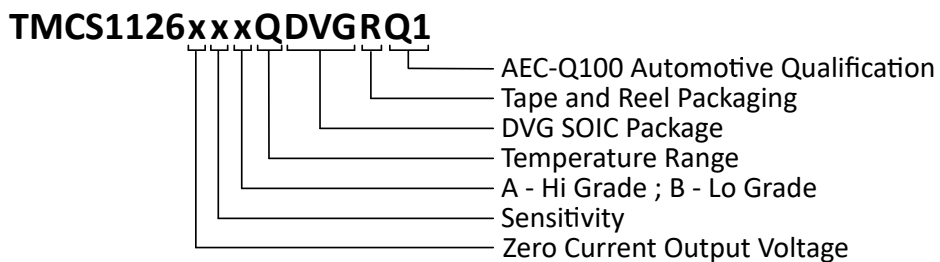 TMCS1126xxxQDVGRQ1
AEC-Q100 Automotive Qualification
Tape and Reel Packaging
DVG SOIC Package
Temperature Range
A - Hi Grade ; B - Lo Grade
Sensitivity
Zero Current Output Voltage